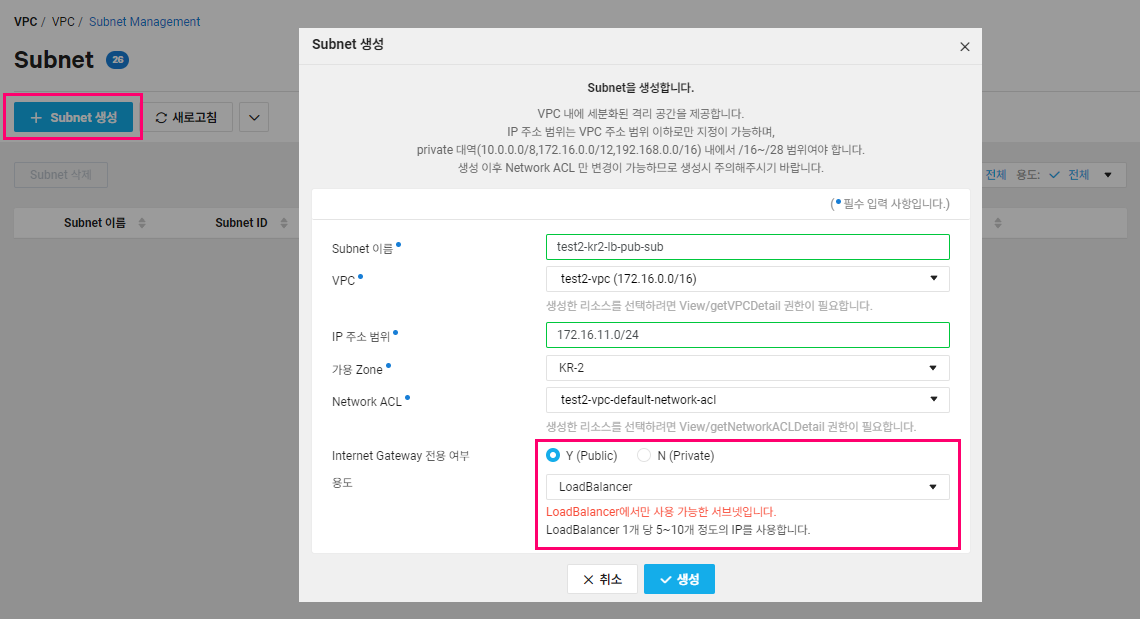 VPC / VPC / Subnet Management
Subnet 26
+ Subnet 생성 새로고침
Subnet 삭제
전체 용도: 전체
Subnet 이름 Subnet ID
Subnet 생성
Subnet을 생성합니다.
VPC 내에 세분화된 격리 공간을 제공합니다.
IP 주소 범위는 VPC 주소 범위 이하로만 지정이 가능하며,
private 대역(10.0.0.0/8,172.16.0.0/12,192.168.0.0/16) 내에서 /16~/28 범위여야 합니다.
생성 이후 Network ACL 만 변경이 가능하므로 생성시 주의해주시기 바랍니다.
(•필수 입력 사항입니다.)
Subnet 이름• test2-kr2-lb-pub-sub
VPC• test2-vpc (172.16.0.0/16)
생성한 리소스를 선택하려면 View/getVPCDetail 권한이 필요합니다.
IP 주소 범위• 172.16.11.0/24
가용 Zone• KR-2
Network ACL• test2-vpc-default-network-acl
생성한 리소스를 선택하려면 View/getNetworkACLDetail 권한이 필요합니다.
Internet Gateway 전용 여부 Y (Public) N (Private)
용도 LoadBalancer
LoadBalancer에서만 사용 가능한 서브넷입니다.
LoadBalancer 1개 당 5~10개 정도의 IP를 사용합니다.
취소 생성